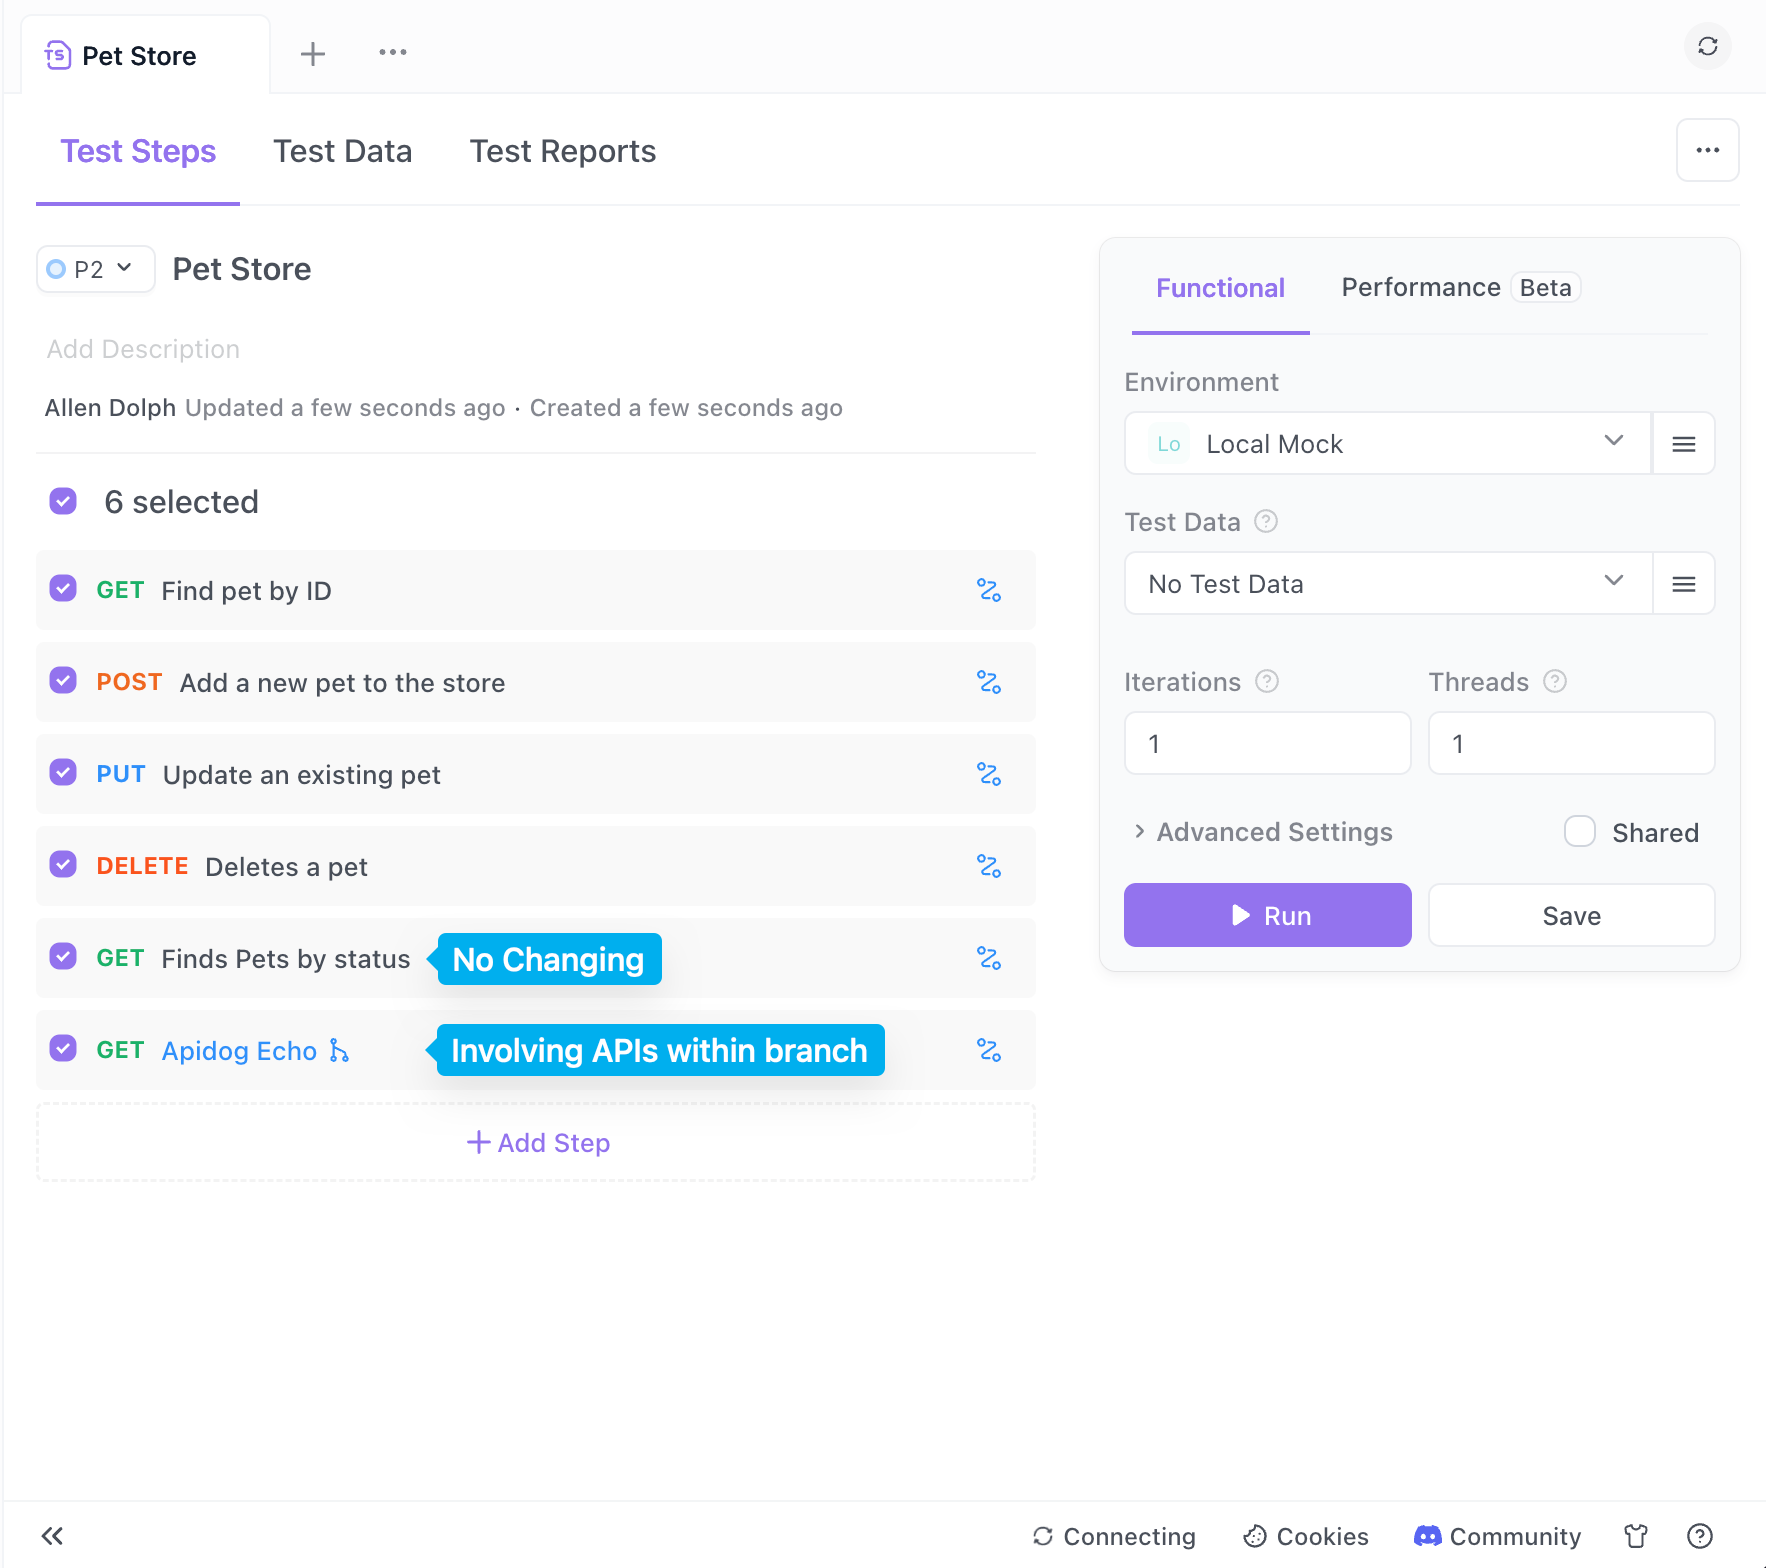 TS Pet Store
Test Steps Test Data Test Reports
P2 Pet Store
Add Description
Allen Dolph Updated a few seconds ago · Created a few seconds ago
6 selected
GET Find pet by ID
POST Add a new pet to the store
PUT Update an existing pet
DELETE Deletes a pet
GET Finds Pets by status No Changing
GET Apidog Echo Involving APIs within branch
+ Add Step
Functional Performance Beta
Environment
Lo Local Mock
Test Data ?
No Test Data
Iterations ? Threads ?
1 1
Advanced Settings Shared
Run Save
Connecting Cookies Community ?